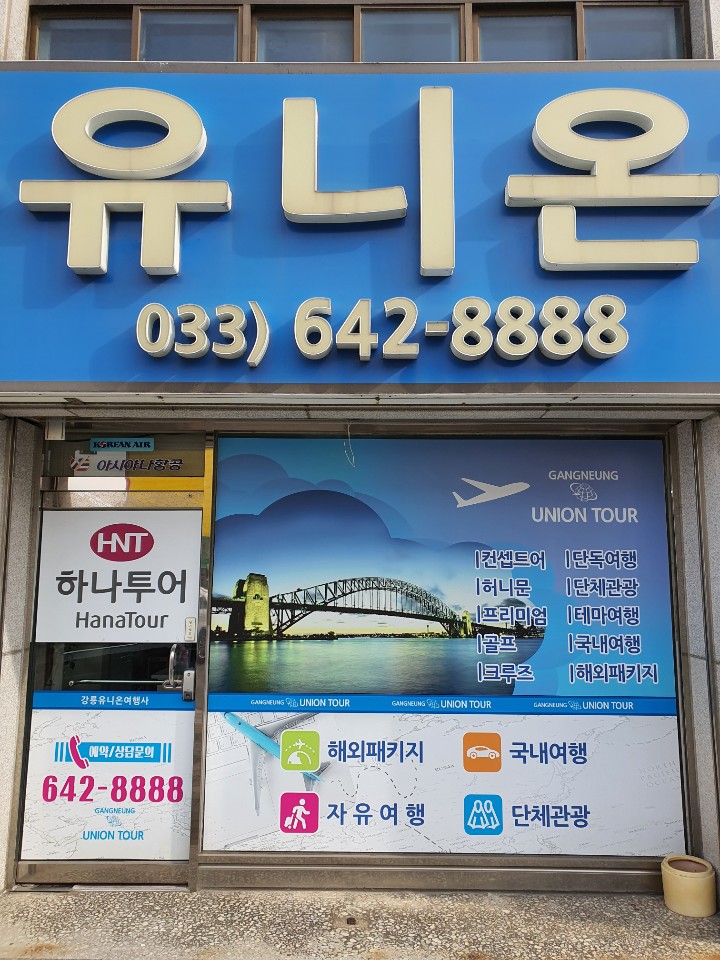 유니온
033) 642-8888
KOREAN AIR
아시아나항공
HNT
하나투어
HanaTour
강릉유니온여행사
예약/상담문의
642-8888
GANGNEUNG
UNION TOUR
GANGNEUNG
UNION TOUR
컨셉트어 단독여행
허니문 단체관광
프리미엄 테마여행
골프 국내여행
크루즈 해외패키지
GANGNEUNG UNION TOUR GANGNEUNG UNION TOUR GANGNEUNG UNION TOUR
해외패키지 국내여행
자유여행 단체관광